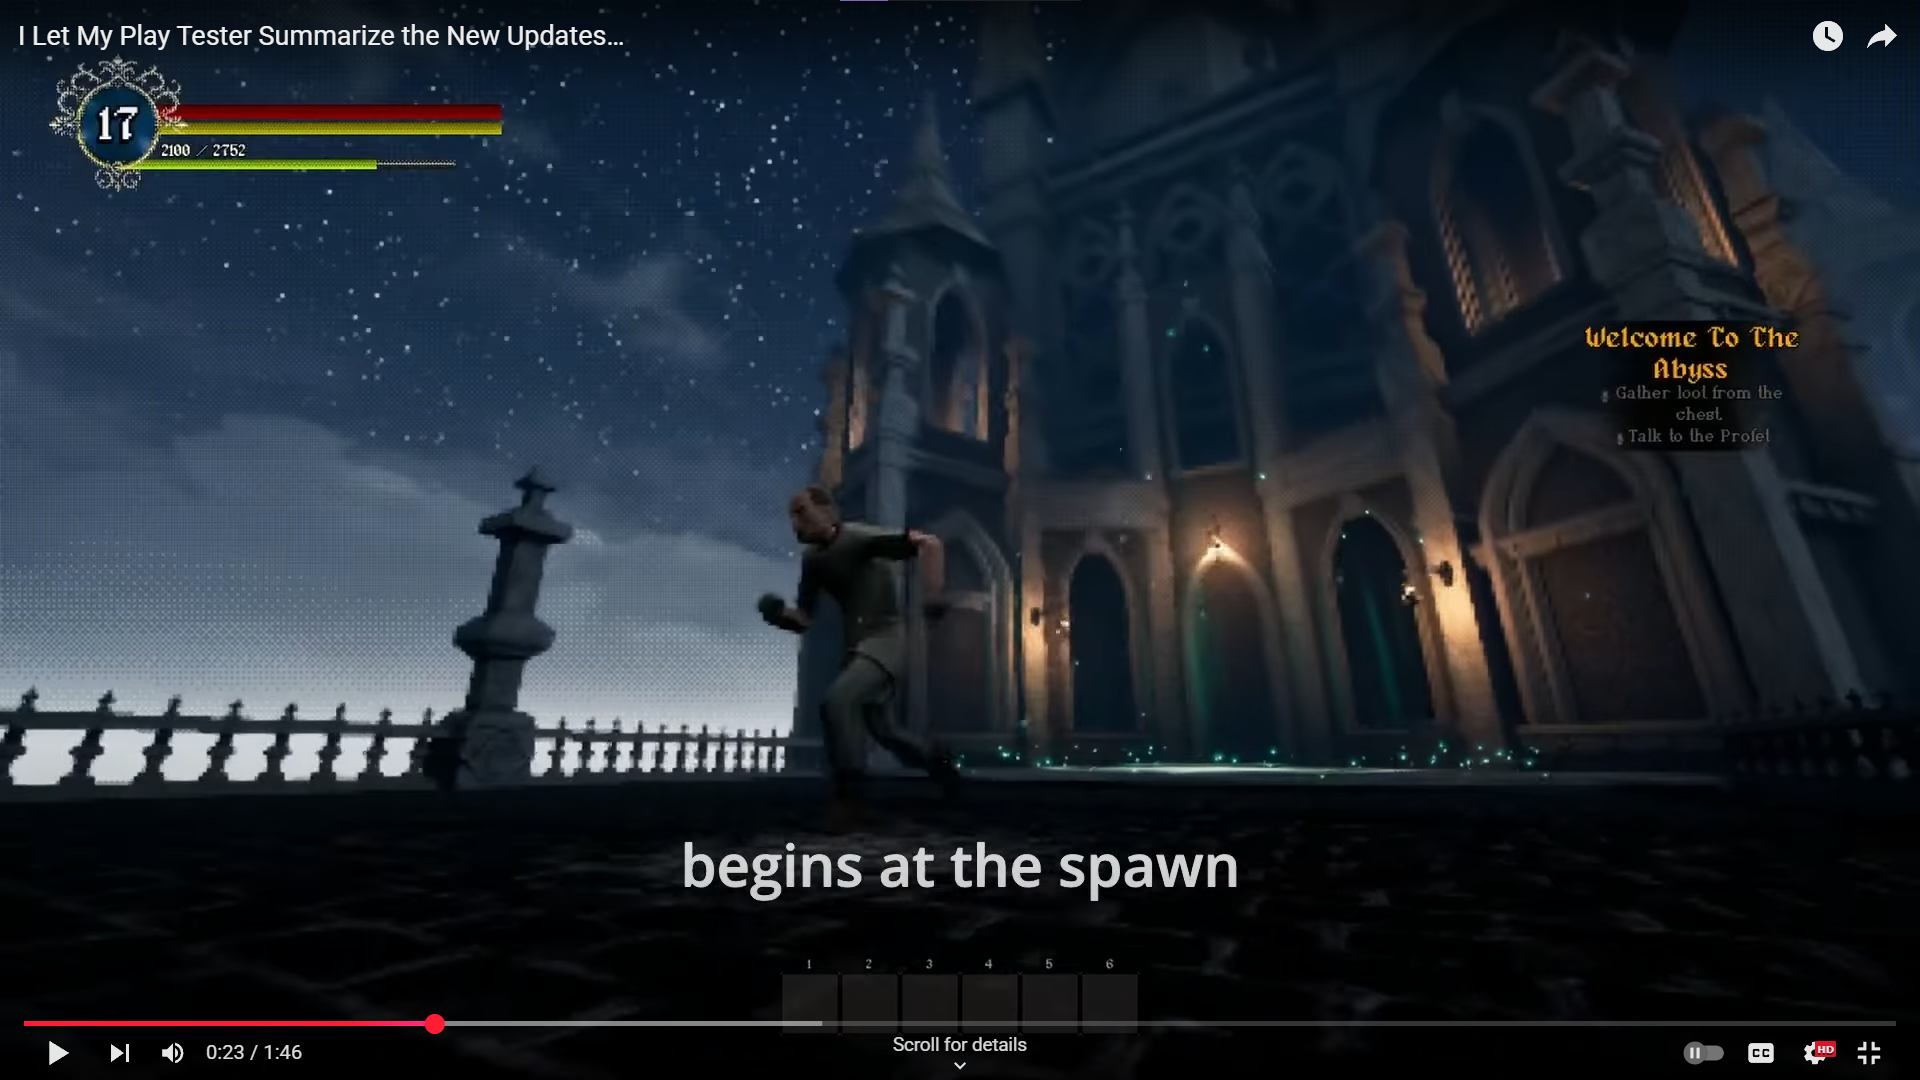 I Let My Play Tester Summarize the New Updates...
17
2100 / 2752
Welcome To The
Abyss
Gather loot from the
chest
Talk to the Profet
begins at the spawn
1 2 3 4 5 6
0:23 / 1:46
Scroll for details
CC
HD